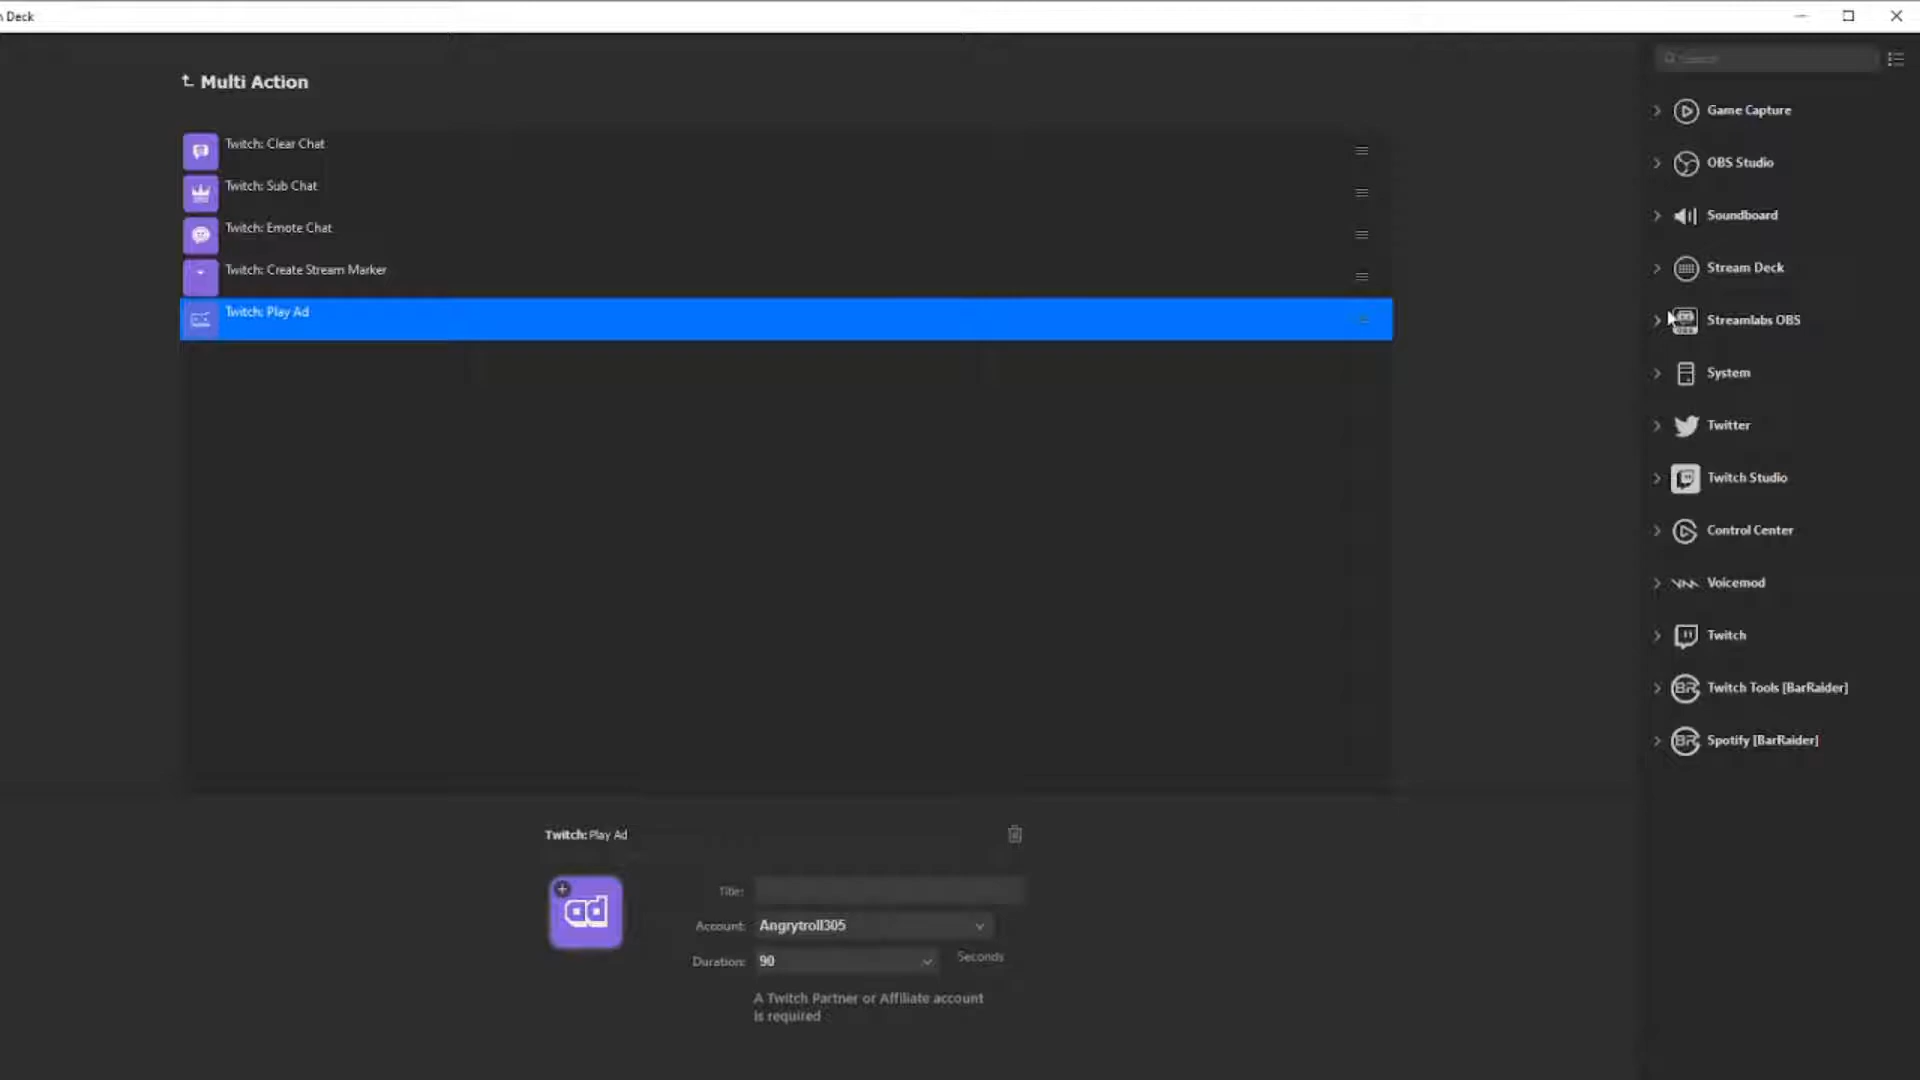 Deck
Multi Action
Twitch: Clear Chat
Twitch: Sub Chat
Twitch: Emote Chat
Twitch: Create Stream Marker
Twitch: Play Ad
Search
Game Capture
OBS Studio
Soundboard
Stream Deck
Streamlabs OBS
System
Twitter
Twitch Studio
Control Center
Voicemod
Twitch
Twitch Tools [BarRaider]
Spotify [BarRaider]
Twitch: Play Ad
ad
Title:
Account: Angrytroll305
Duration: 90 Seconds
A Twitch Partner or Affiliate account
is required